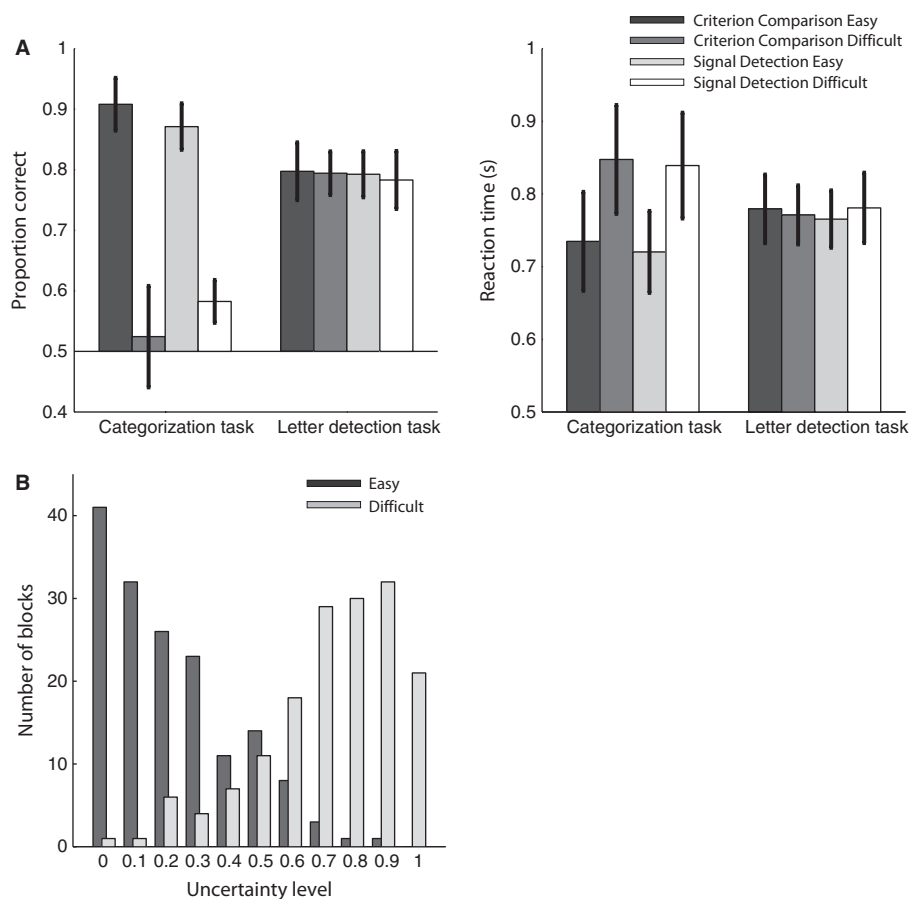 A
Criterion Comparison Easy
Criterion Comparison Difficult
Signal Detection Easy
Signal Detection Difficult
Proportion correct
1
0.9
0.8
0.7
0.6
0.5
0.4
Categorization task Letter detection task
Reaction time (s)
1
0.9
0.8
0.7
0.6
0.5
Categorization task Letter detection task
B
Easy
Difficult
Number of blocks
40
30
20
10
0
0 0.1 0.2 0.3 0.4 0.5 0.6 0.7 0.8 0.9 1
Uncertainty level